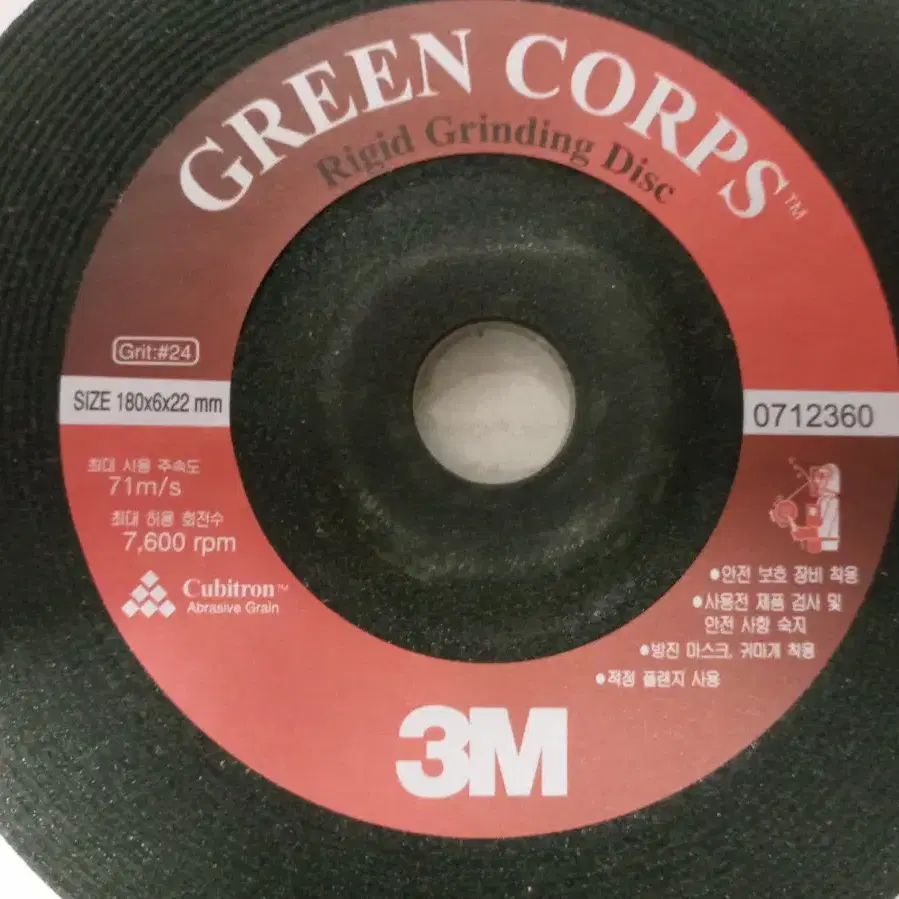 GREEN CORPS™
Rigid Grinding Disc
Grit:#24
SIZE 180x6x22 mm
0712360
최대 사용 주속도
71m/s
최대 허용 회전수
7,600 rpm
Cubitron™
Abrasive Grain
•안전 보호 장비 착용
•사용전 제품 검사 및
안전 사항 숙지
•방진 마스크, 귀마개 착용
•적정 플랜지 사용
3M